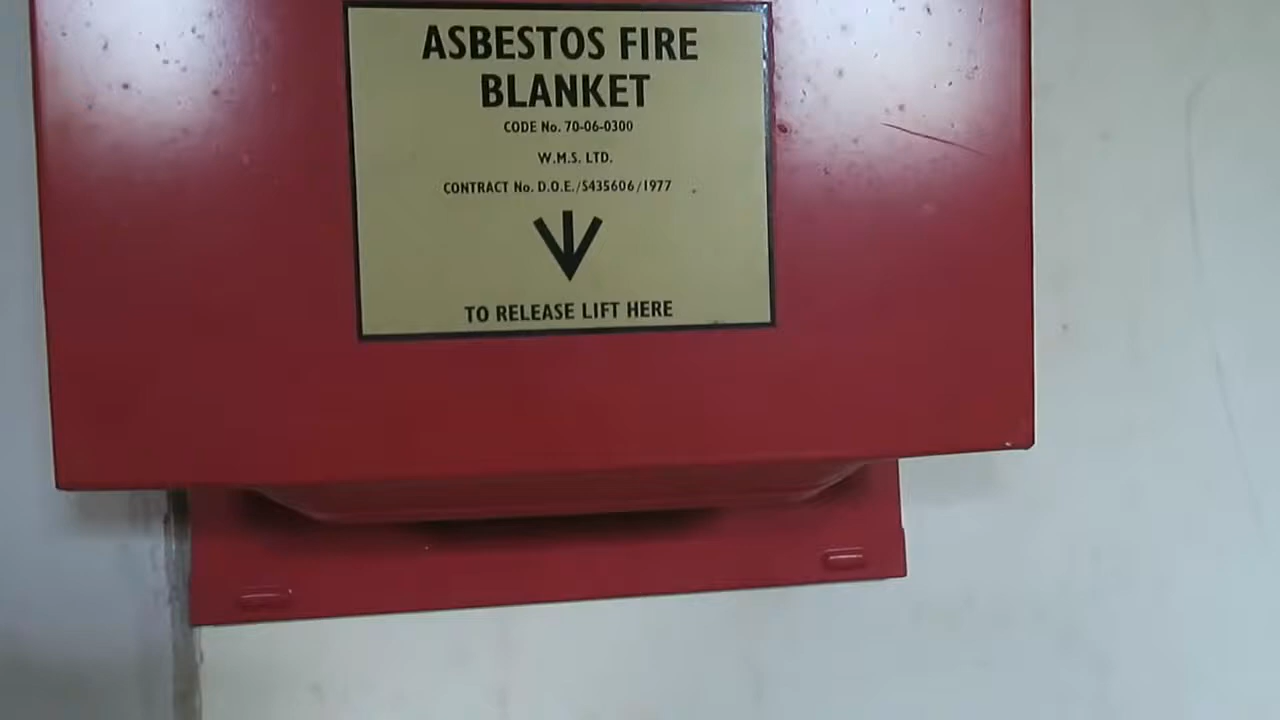 ASBESTOS FIRE
BLANKET
CODE No. 70-06-0300
W.M.S. LTD.
CONTRACT No. D.O.E./S435606/1977
TO RELEASE LIFT HERE